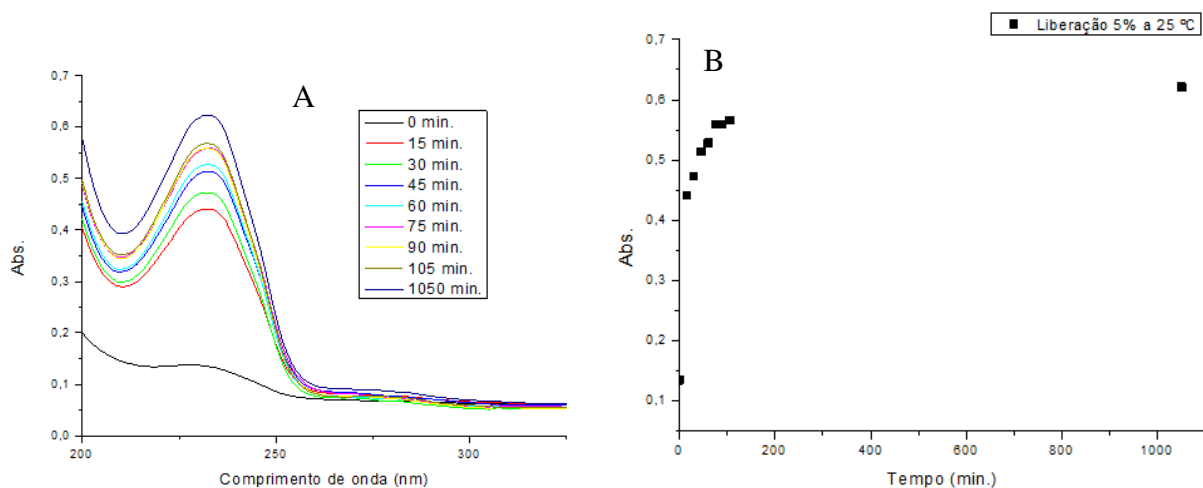 A
0,7
0,6
0,5
0,4
0,3
0,2
0,1
0,0
Abs.
200
250
300
Comprimento de onda (nm)
0 min.
15 min.
30 min.
45 min.
60 min.
75 min.
90 min.
105 min.
1050 min.
B
Liberação 5% a 25 ºC
0,7
0,6
0,5
0,4
0,3
0,2
0,1
Abs.
0
200
400
600
800
1000
Tempo (min.)